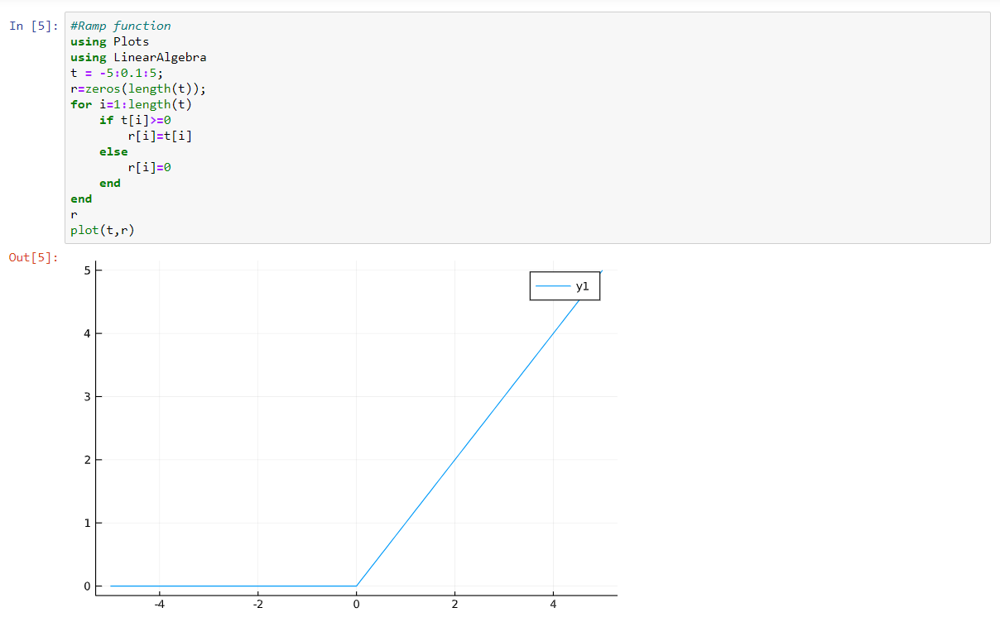 In [5]:
#Ramp function
using Plots
using LinearAlgebra
t = -5:0.1:5;
r=zeros(length(t));
for i=1:length(t)
    if t[i]>=0
        r[i]=t[i]
    else
        r[i]=0
    end
end
r
plot(t,r)
Out[5]:
5
y1
4
3
2
1
0
-4 -2 0 2 4